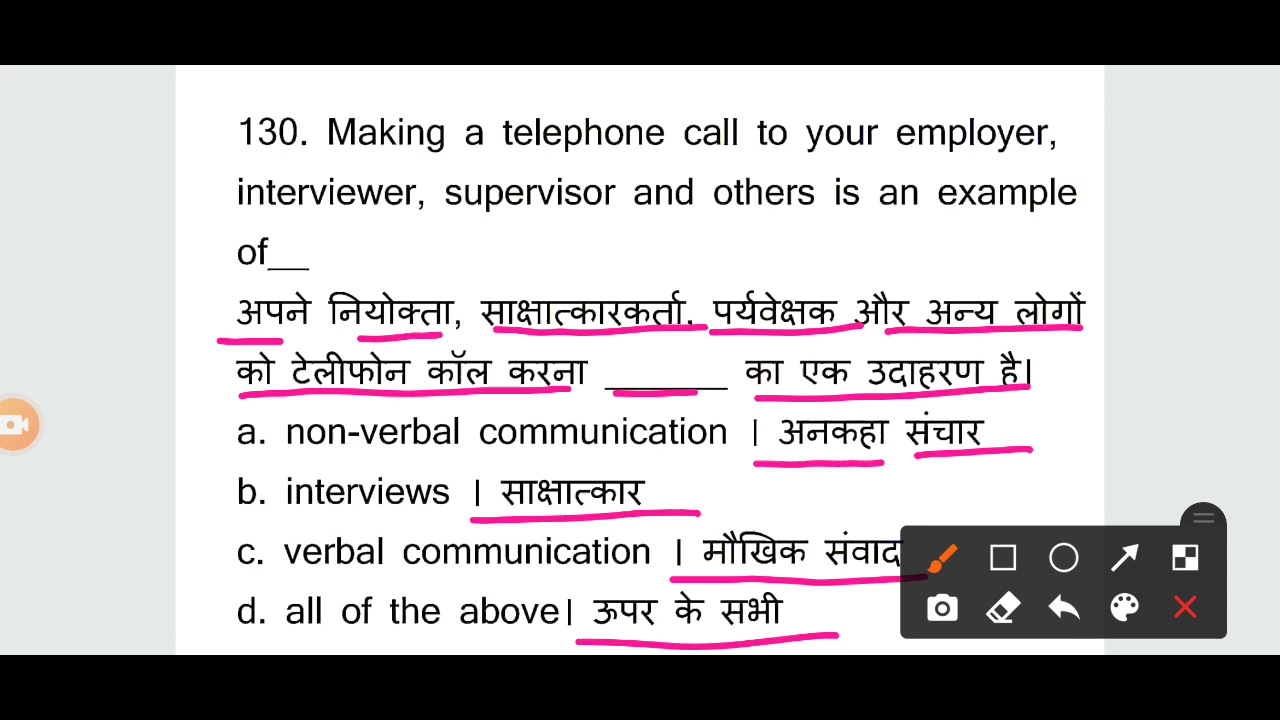 130. Making a telephone call to your employer,
interviewer, supervisor and others is an example
of__
अपने नियोक्ता, साक्षात्कारकर्ता, पर्यवेक्षक और अन्य लोगों
को टेलीफोन कॉल करना ______ का एक उदाहरण है।
a. non-verbal communication | अनकहा संचार
b. interviews | साक्षात्कार
c. verbal communication | मौखिक संवाद
d. all of the above| ऊपर के सभी